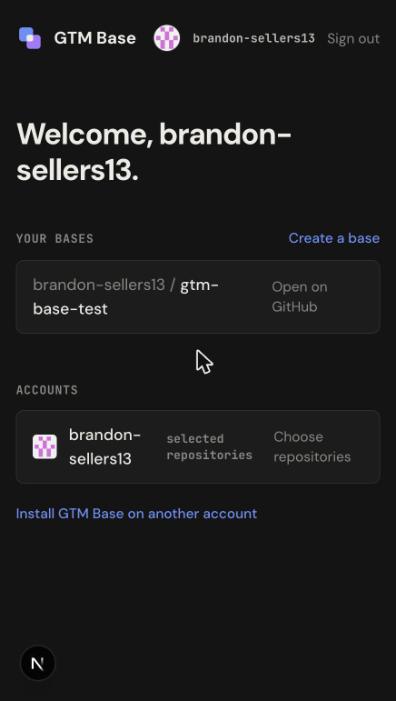 GTM Base brandon-sellers13 Sign out
Welcome, brandon-
sellers13.
YOUR BASES Create a base
brandon-sellers13 / gtm-
base-test
Open on
GitHub
ACCOUNTS
brandon-
sellers13
selected
repositories
Choose
repositories
Install GTM Base on another account
N